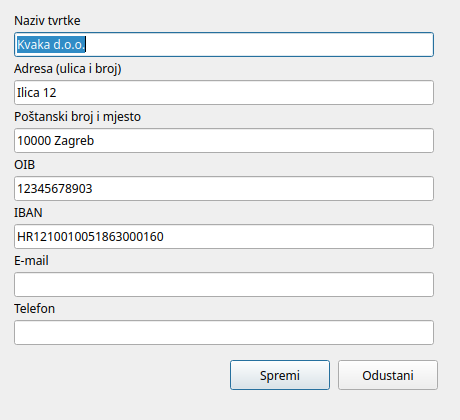 Naziv tvrtke
Kvaka d.o.o.
Adresa (ulica i broj)
Ilica 12
Poštanski broj i mjesto
10000 Zagreb
OIB
12345678903
IBAN
HR1210010051863000160
E-mail
Telefon
Spremi
Odustani